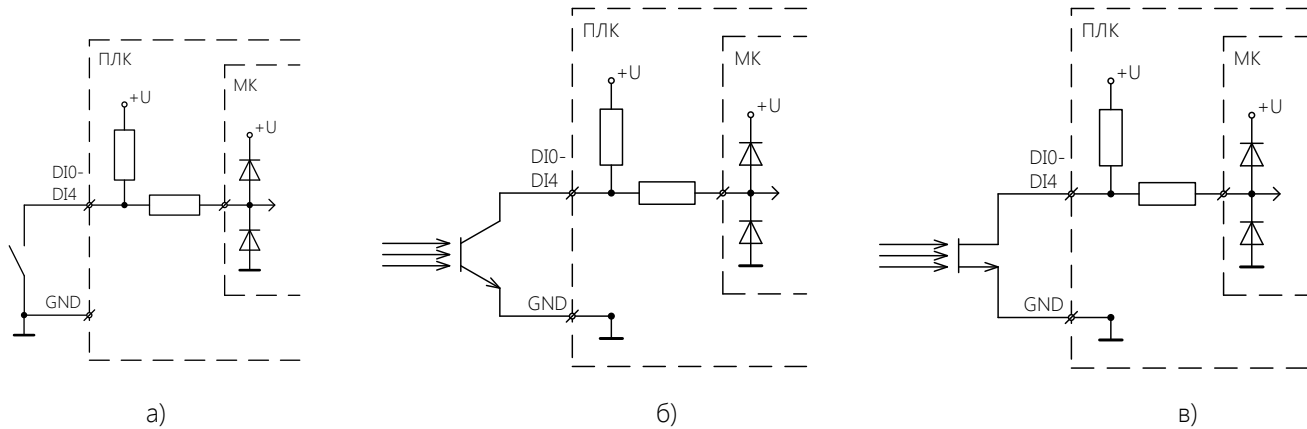 ПЛК
МК
+U
+U
DI0-
DI4
GND
а)
ПЛК
МК
+U
+U
DI0-
DI4
GND
б)
ПЛК
МК
+U
+U
DI0-
DI4
GND
в)